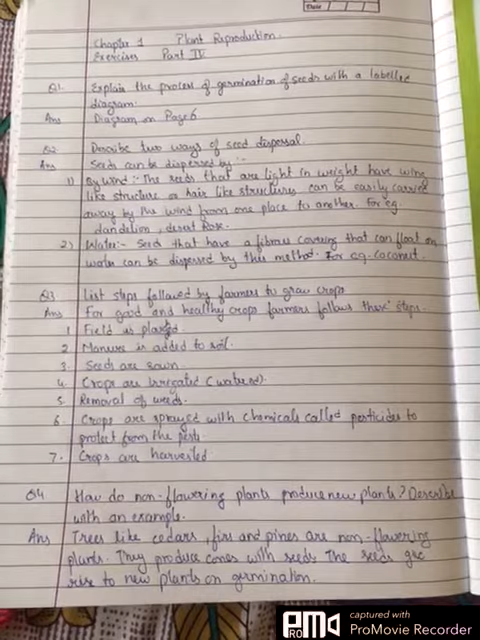 Date
Chapter 1 Plant Reproduction.
Exercises Part IV
Q1. Explain the process of germination of seeds with a labelled
diagram.
Ans Diagram on Page 6
Q2. Describe two ways of seed dispersal.
Ans Seeds can be dispersed by :-
1) By wind :- The seeds that are light in weight have wing
like structure or hair like structures can be easily carried
away by the wind from one place to another. For eg.
dandelion, desert Rose.
2) Water:- Seed that have a fibrous covering that can float on
water can be dispersed by this method. For eg. coconut.
Q3 List steps followed by farmers to grow crops
Ans For good and healthy crops farmers follows these steps.
1 Field is
2 Manure is added to soil.
3. Seeds are sown.
4. Crops are Irrigated (watered).
5. Removal of weeds.
6. Crops are sprayed with chemicals called pesticides to
protect from the pests
7. Crops are harvested
Q4 How do non-flowering plants produce new plants? Describe
with an example.
Ans Trees like cedars, firs and pines are non-flowering
plants. They produce cones with seeds. The seeds give
rise to new plants on germination.
PRO M captured with
ProMovie Recorder